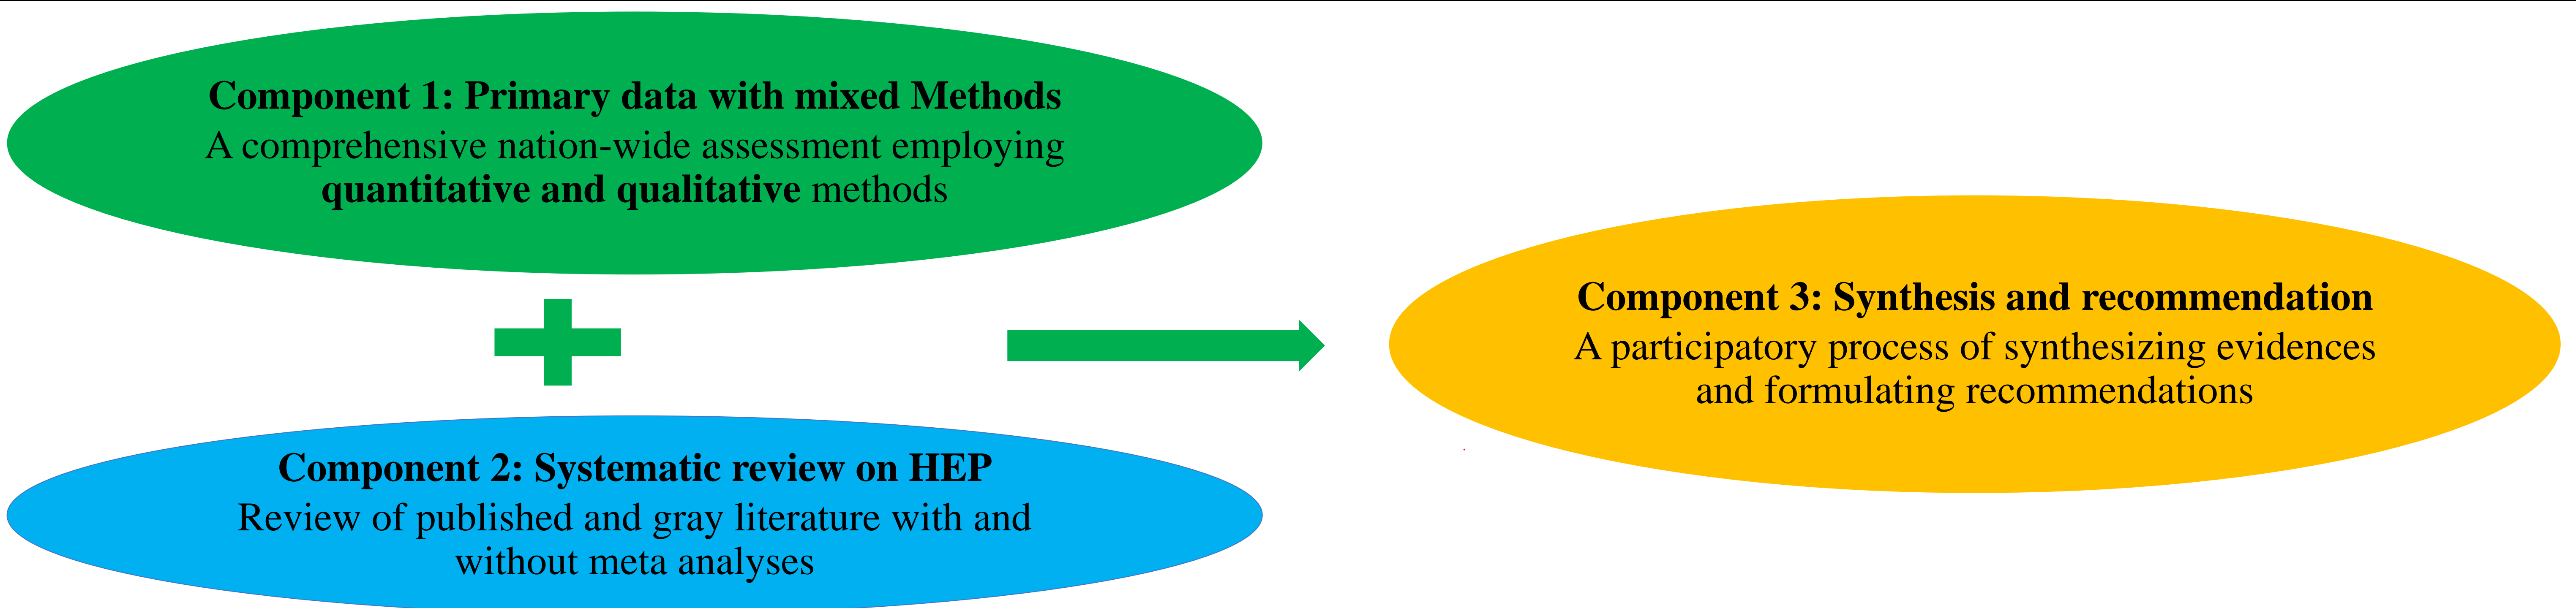 Component 1: Primary data with mixed Methods
A comprehensive nation-wide assessment employing
quantitative and qualitative methods
Component 2: Systematic review on HEP
Review of published and gray literature with and
without meta analyses
Component 3: Synthesis and recommendation
A participatory process of synthesizing evidences
and formulating recommendations